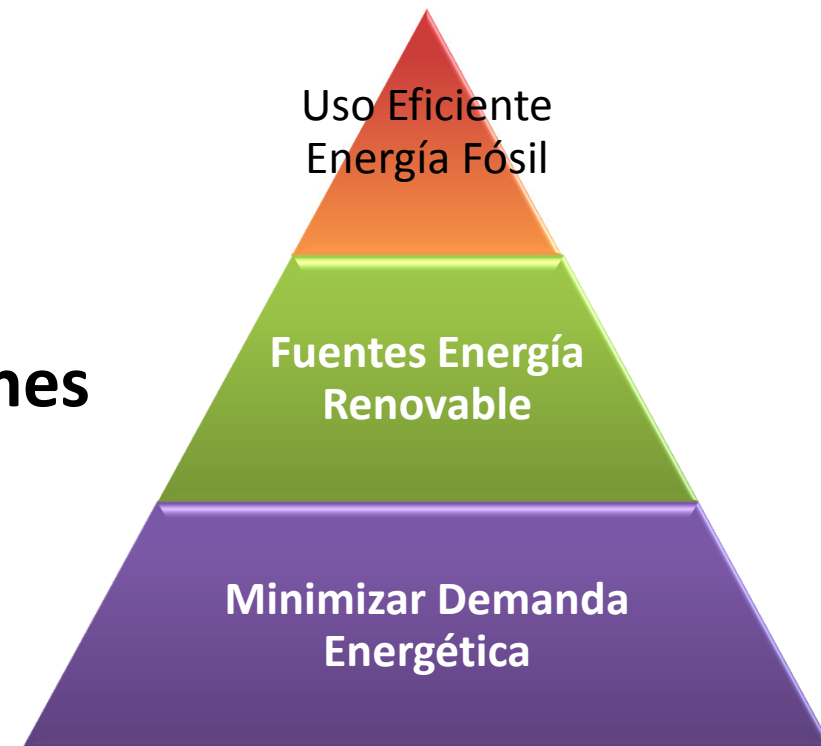 Uso Eficiente
Energía Fósil
Fuentes Energía
Renovable
nes
Minimizar Demanda
Energética